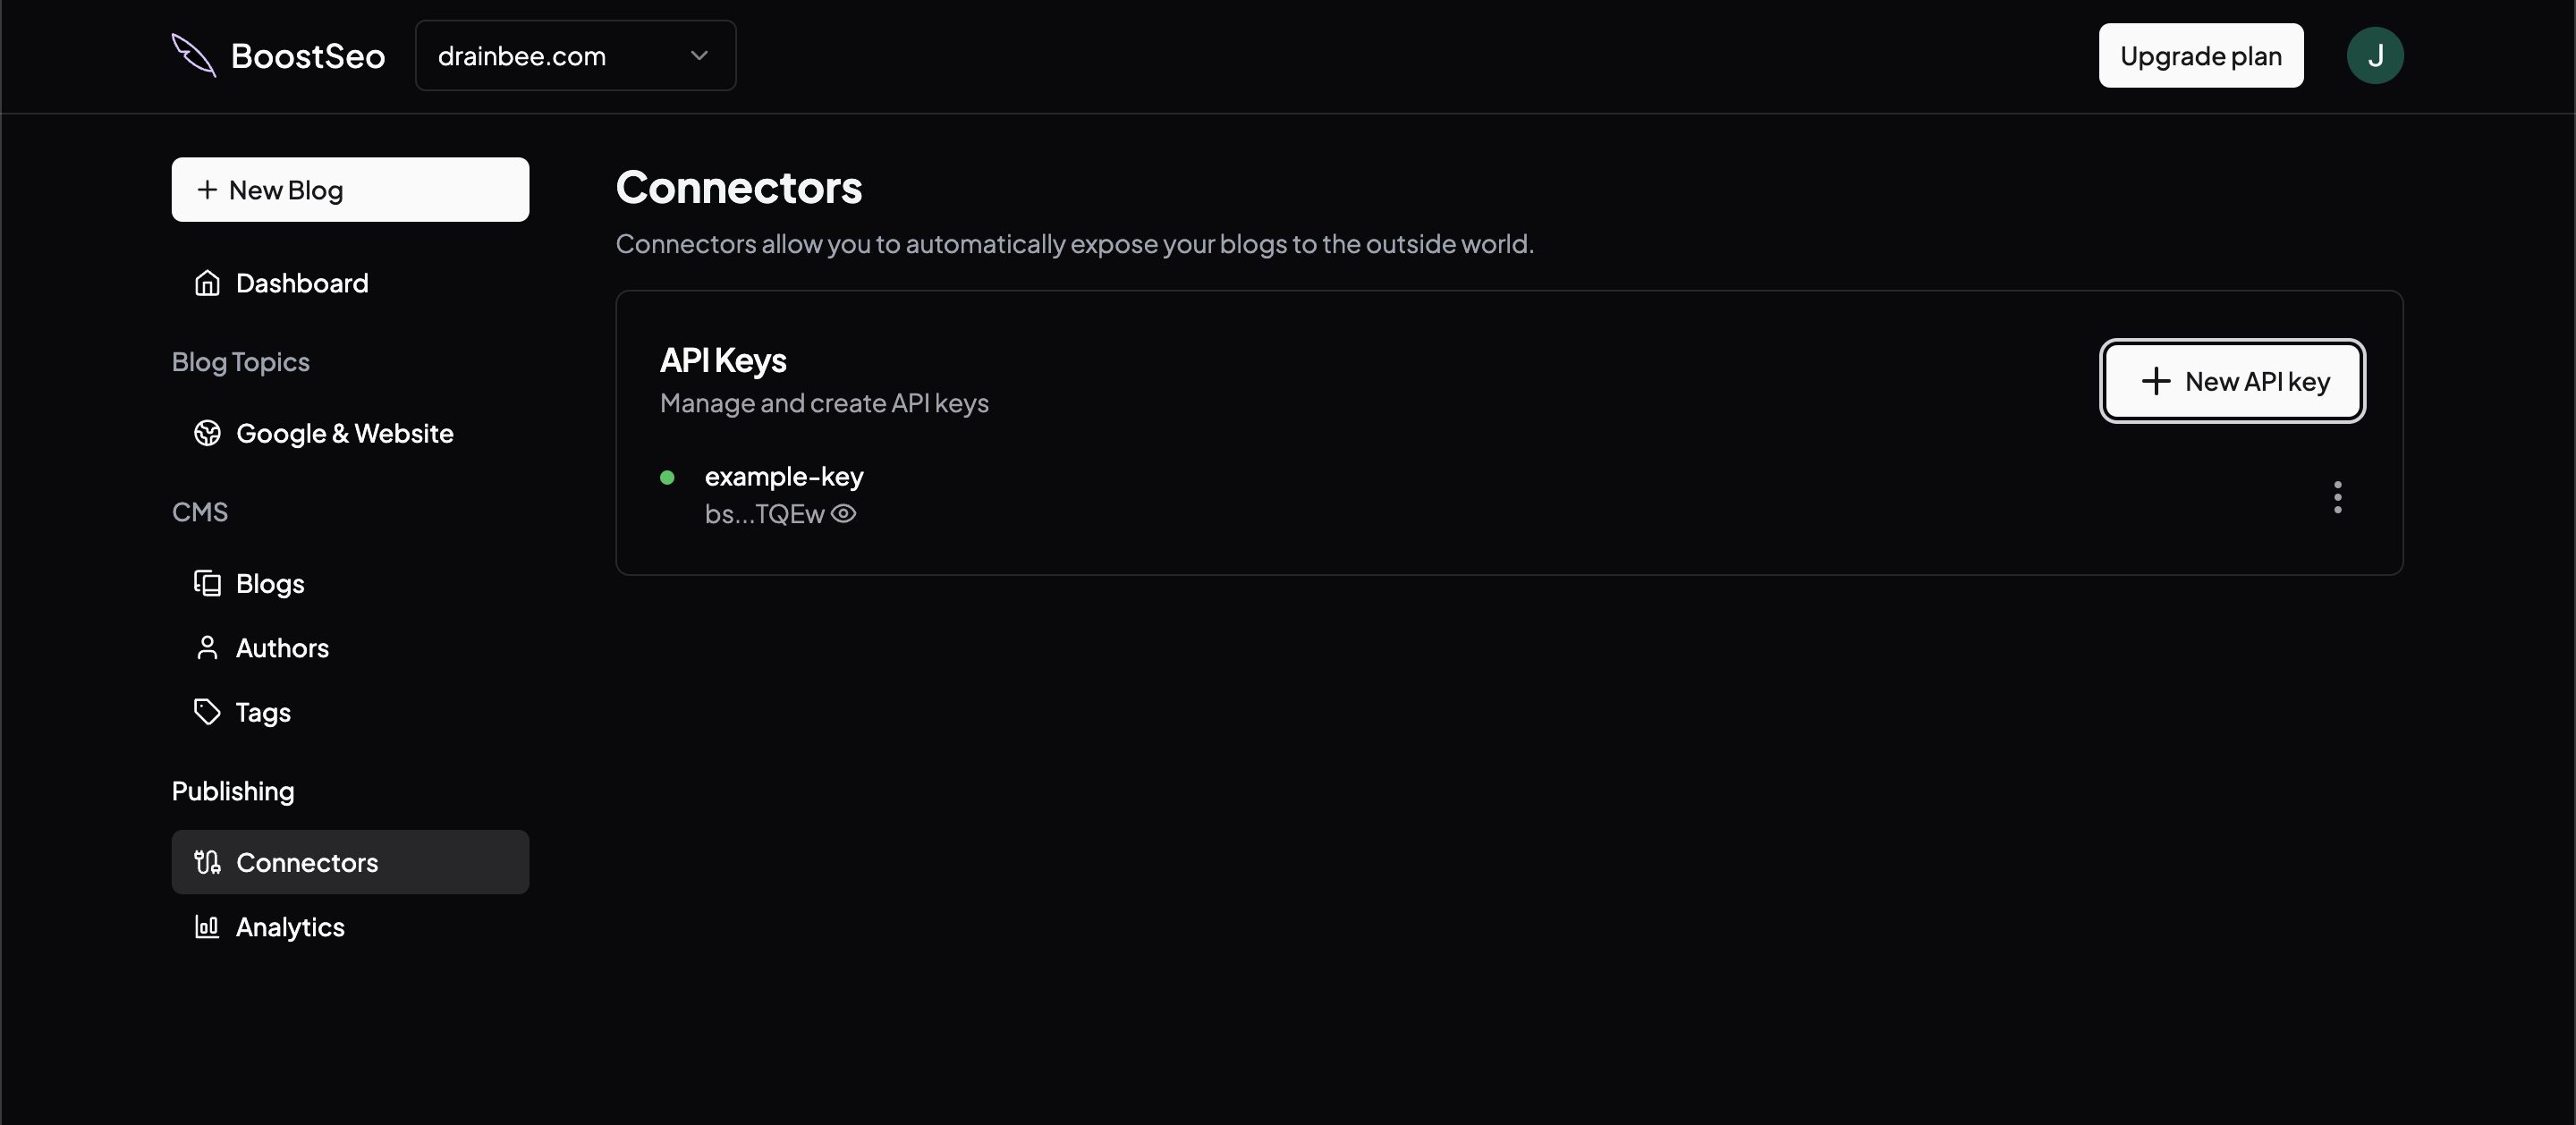 BoostSeo
drainbee.com
Upgrade plan
J
New Blog
Dashboard
Blog Topics
Google & Website
CMS
Blogs
Authors
Tags
Publishing
Connectors
Analytics
Connectors
Connectors allow you to automatically expose your blogs to the outside world.
API Keys
Manage and create API keys
New API key
example-key
bs...TQEw